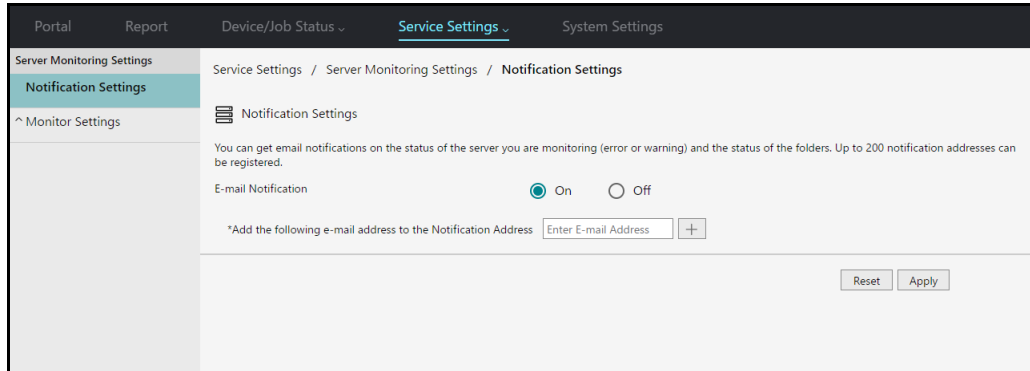 Portal Report Device/Job Status Service Settings System Settings
Server Monitoring Settings
Notification Settings
^ Monitor Settings
Service Settings / Server Monitoring Settings / Notification Settings
Notification Settings
You can get email notifications on the status of the server you are monitoring (error or warning) and the status of the folders. Up to 200 notification addresses can
be registered.
E-mail Notification On Off
*Add the following e-mail address to the Notification Address Enter E-mail Address +
Reset Apply